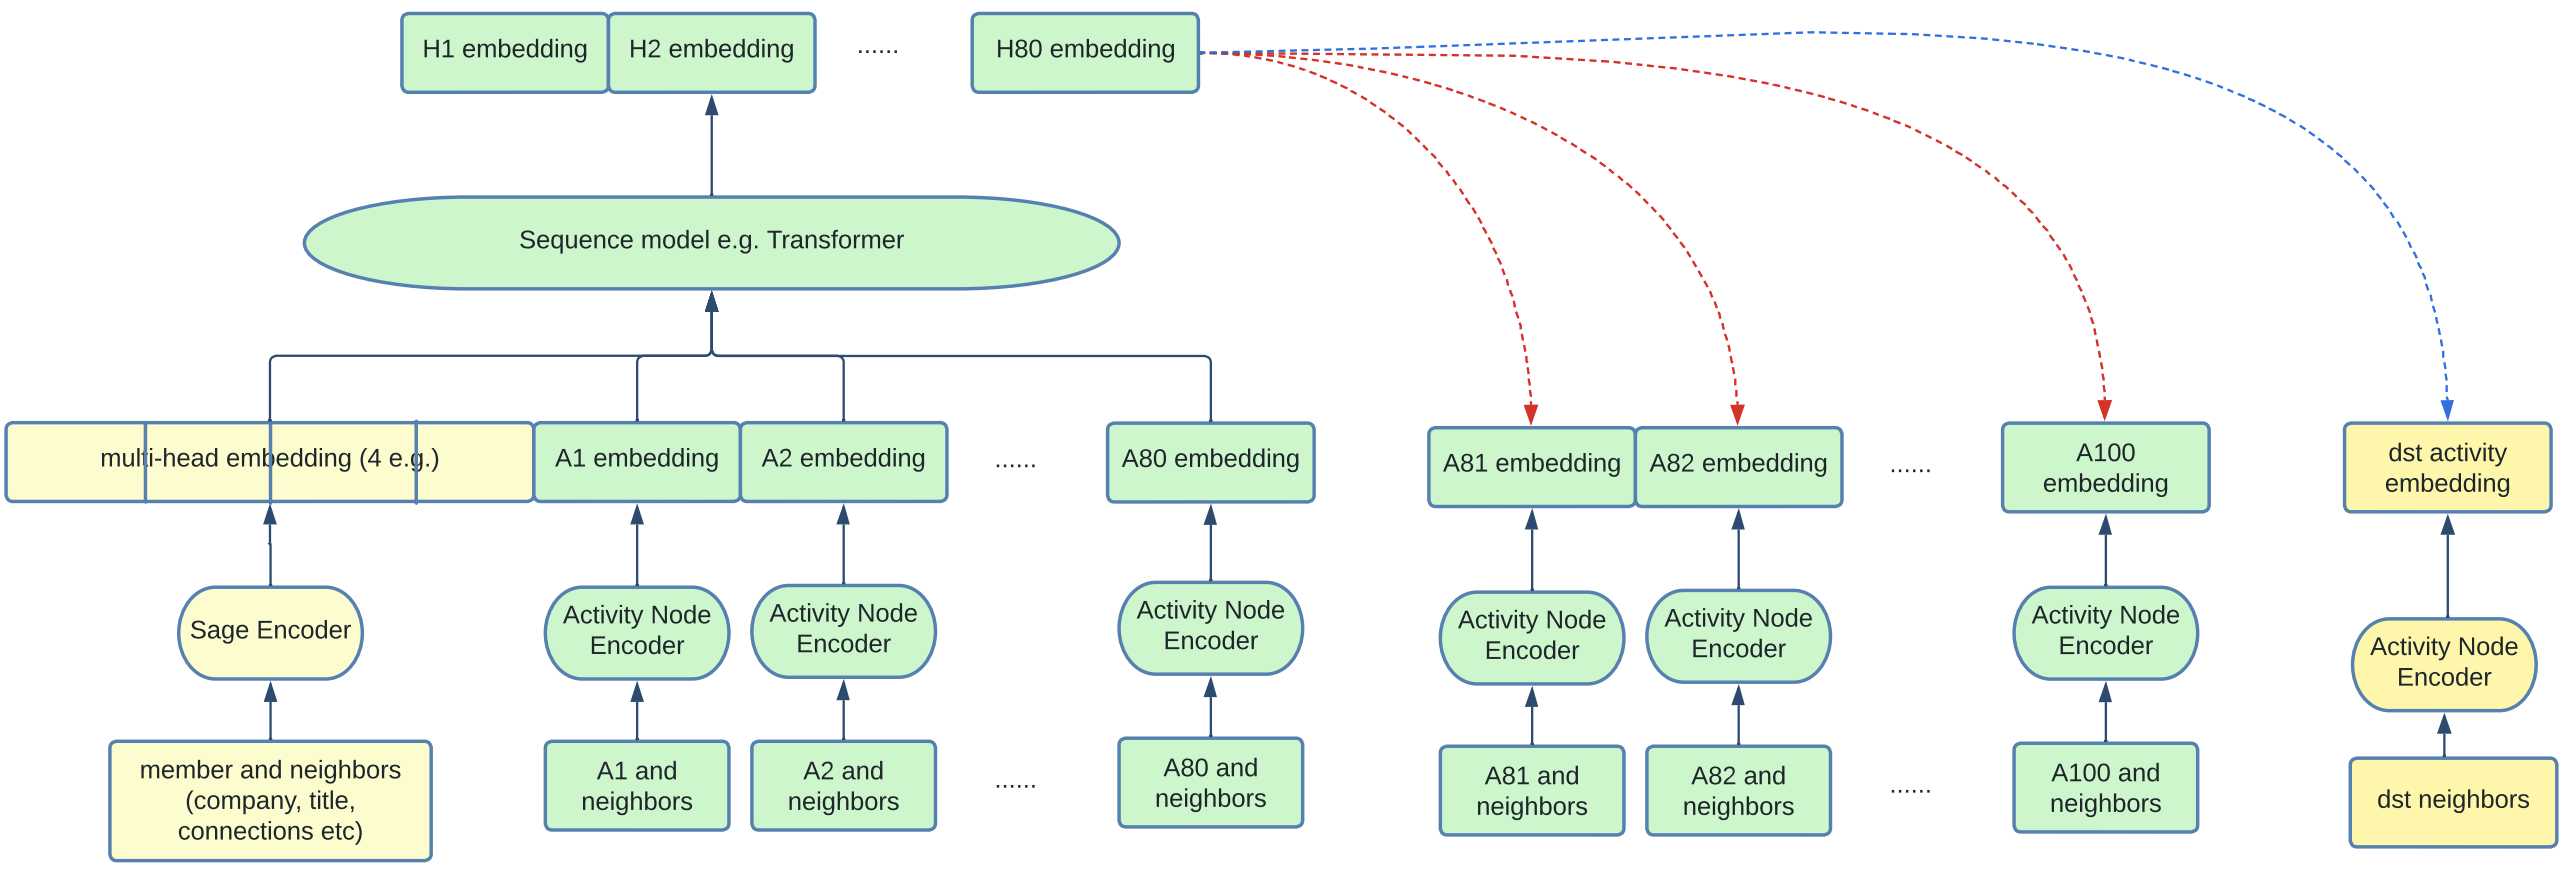 H1 embedding
H2 embedding
......
H80 embedding
Sequence model e.g. Transformer
multi-head embedding (4 e.g.)
A1 embedding
A2 embedding
......
A80 embedding
A81 embedding
A82 embedding
......
A100
embedding
dst activity
embedding
Sage Encoder
Activity Node
Encoder
Activity Node
Encoder
Activity Node
Encoder
Activity Node
Encoder
Activity Node
Encoder
Activity Node
Encoder
Activity Node
Encoder
member and neighbors
(company, title,
connections etc)
A1 and
neighbors
A2 and
neighbors
......
A80 and
neighbors
A81 and
neighbors
A82 and
neighbors
......
A100 and
neighbors
dst neighbors